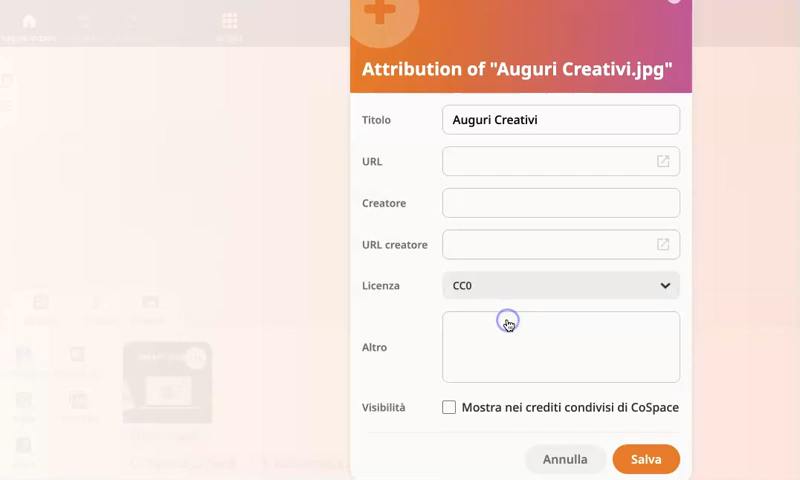 Attribution of "Auguri Creativi.jpg"
Titolo
Auguri Creativi
URL
Creatore
URL creatore
Licenza
CC0
Altro
Visibilità
Mostra nei crediti condivisi di CoSpace
Annulla
Salva